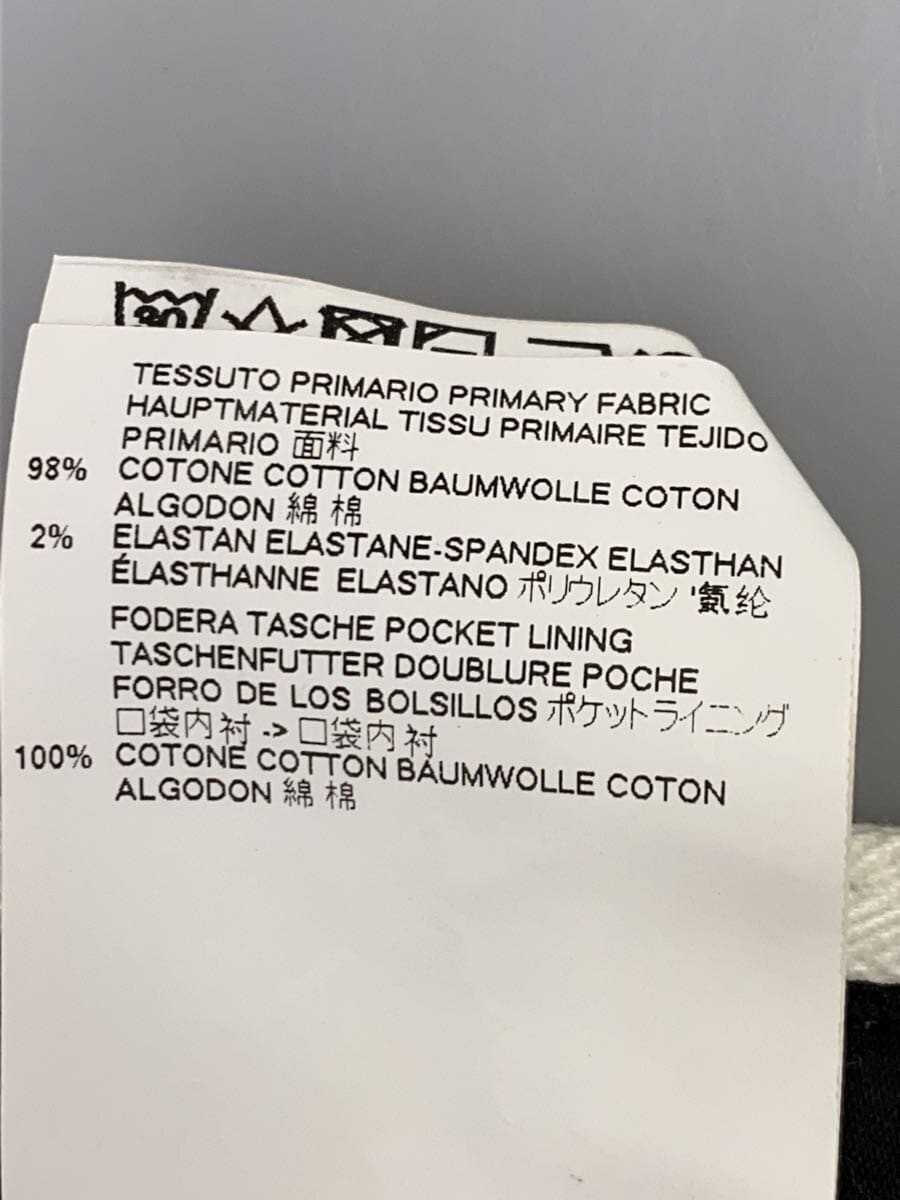 30
TESSUTO PRIMARIO PRIMARY FABRIC
HAUPTMATERIAL TISSU PRIMAIRE TEJIDO
PRIMARIO 面料
98% COTONE COTTON BAUMWOLLE COTON
ALGODON 綿 棉
2% ELASTAN ELASTANE-SPANDEX ELASTHAN
ÉLASTHANNE ELASTANO ポリウレタン '氨纶
FODERA TASCHE POCKET LINING
TASCHENFUTTER DOUBLURE POCHE
FORRO DE LOS BOLSILLOS ポケットライニング
口袋内衬 -> 口袋内衬
100% COTONE COTTON BAUMWOLLE COTON
ALGODON 綿 棉